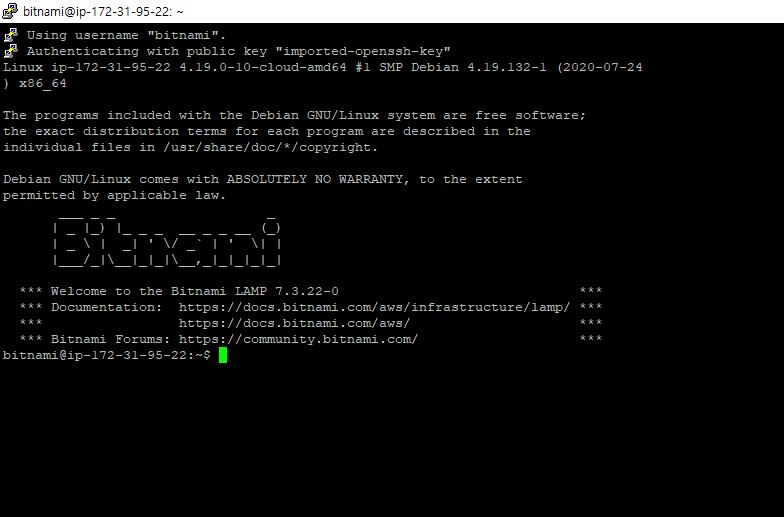 bitnami@ip-172-31-95-22: ~
Using username "bitnami".
Authenticating with public key "imported-openssh-key"
Linux ip-172-31-95-22 4.19.0-10-cloud-amd64 #1 SMP Debian 4.19.132-1 (2020-07-24
) x86_64
The programs included with the Debian GNU/Linux system are free software;
the exact distribution terms for each program are described in the
individual files in /usr/share/doc/*/copyright.
Debian GNU/Linux comes with ABSOLUTELY NO WARRANTY, to the extent
permitted by applicable law.
Bitnami
*** Welcome to the Bitnami LAMP 7.3.22-0 ***
*** Documentation: https://docs.bitnami.com/aws/infrastructure/lamp/ ***
*** https://docs.bitnami.com/aws/ ***
*** Bitnami Forums: https://community.bitnami.com/ ***
bitnami@ip-172-31-95-22:~$